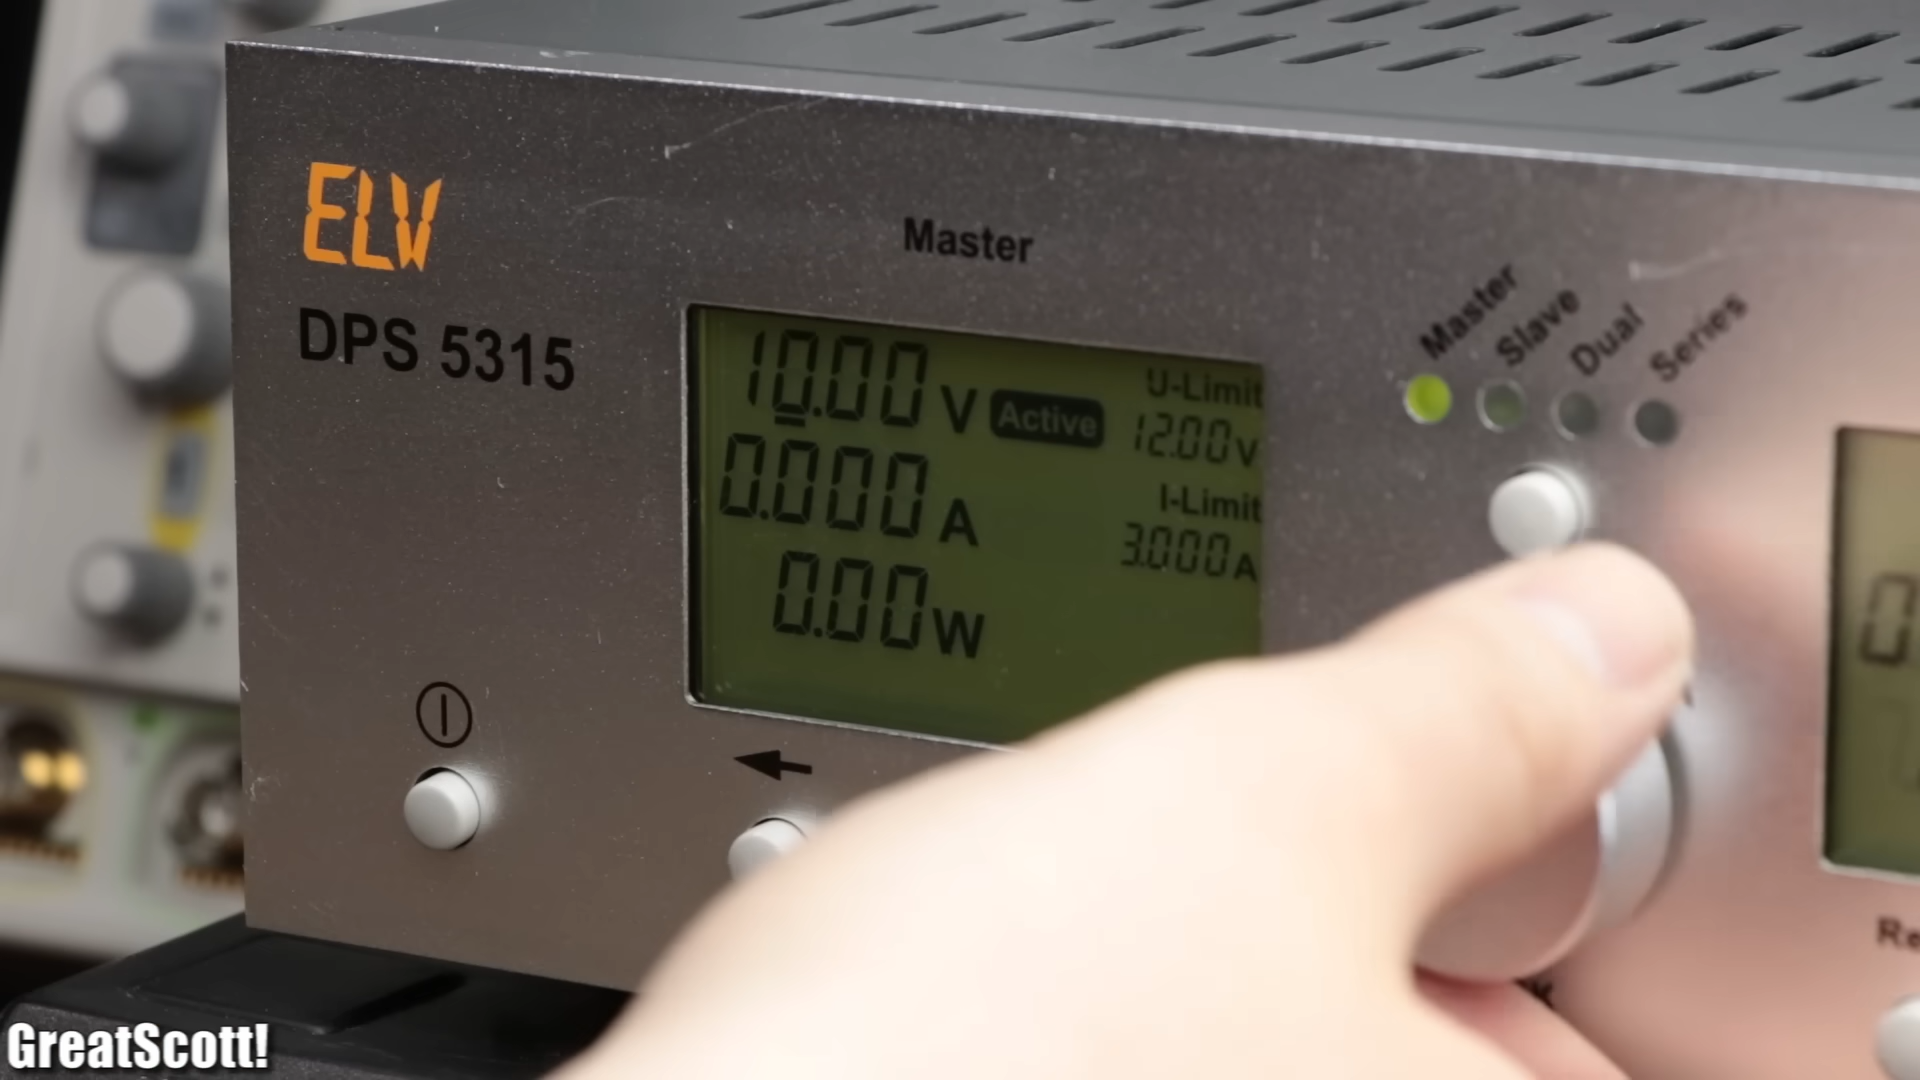 ELV
DPS 5315
Master
Master
Slave
Dual
Series
10.00 V
Active
U-Limit
12.00 V
0.000 A
I-Limit
3.000 A
0.00 W
GreatScott!